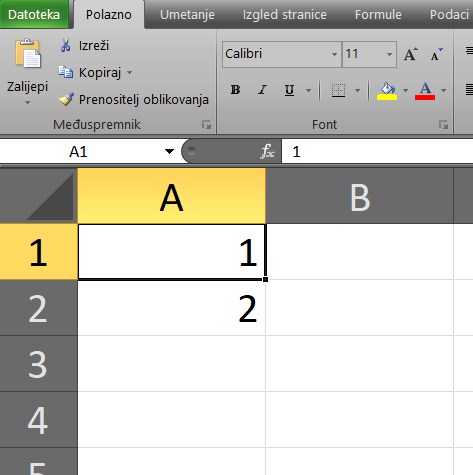 Datoteka Polazno Umetanje Izgled stranice Formule Podaci
Izreži
Kopiraj
Zalijepi
Prenositelj oblikovanja
Međuspremnik
Calibri 11 A A
B I U A
Font
A1 fx 1
A B
1 1
2 2
3
4
5